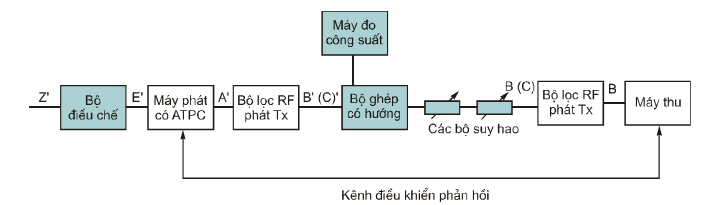 Máy đo
công suất
Z'
Bộ
điều chế
E'
Máy phát
có ATPC
A'
Bộ lọc RF
phát Tx
B' (C)'
Bộ ghép
có hướng
Các bộ suy hao
B (C)
Bộ lọc RF
phát Tx
B
Máy thu
Kênh điều khiển phản hồi